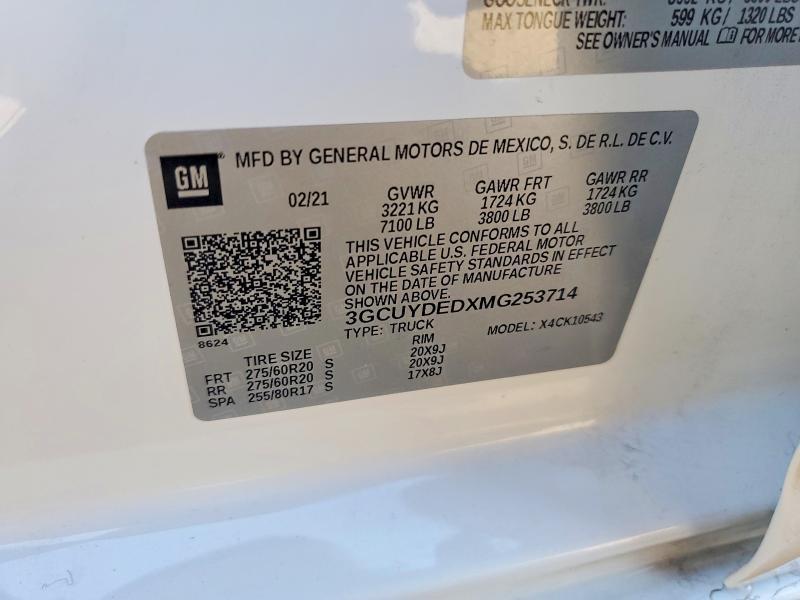 MAX TONGUE WEIGHT: 599 KG/ 1320 LBS
SEE OWNER'S MANUAL FOR MORE
GM ® MFD BY GENERAL MOTORS DE MEXICO, S. DE R.L. DE C.V.
02/21 GVWR GAWR FRT GAWR RR
3221 KG 1724 KG 1724 KG
7100 LB 3800 LB 3800 LB
THIS VEHICLE CONFORMS TO ALL
APPLICABLE U.S. FEDERAL MOTOR
VEHICLE SAFETY STANDARDS IN EFFECT
ON THE DATE OF MANUFACTURE
SHOWN ABOVE.
3GCUYDEDXMG253714
TYPE: TRUCK MODEL: X4CK10543
8624
TIRE SIZE RIM
FRT 275/60R20 S 20X9J
RR 275/60R20 S 20X9J
SPA 255/80R17 S 17X8J